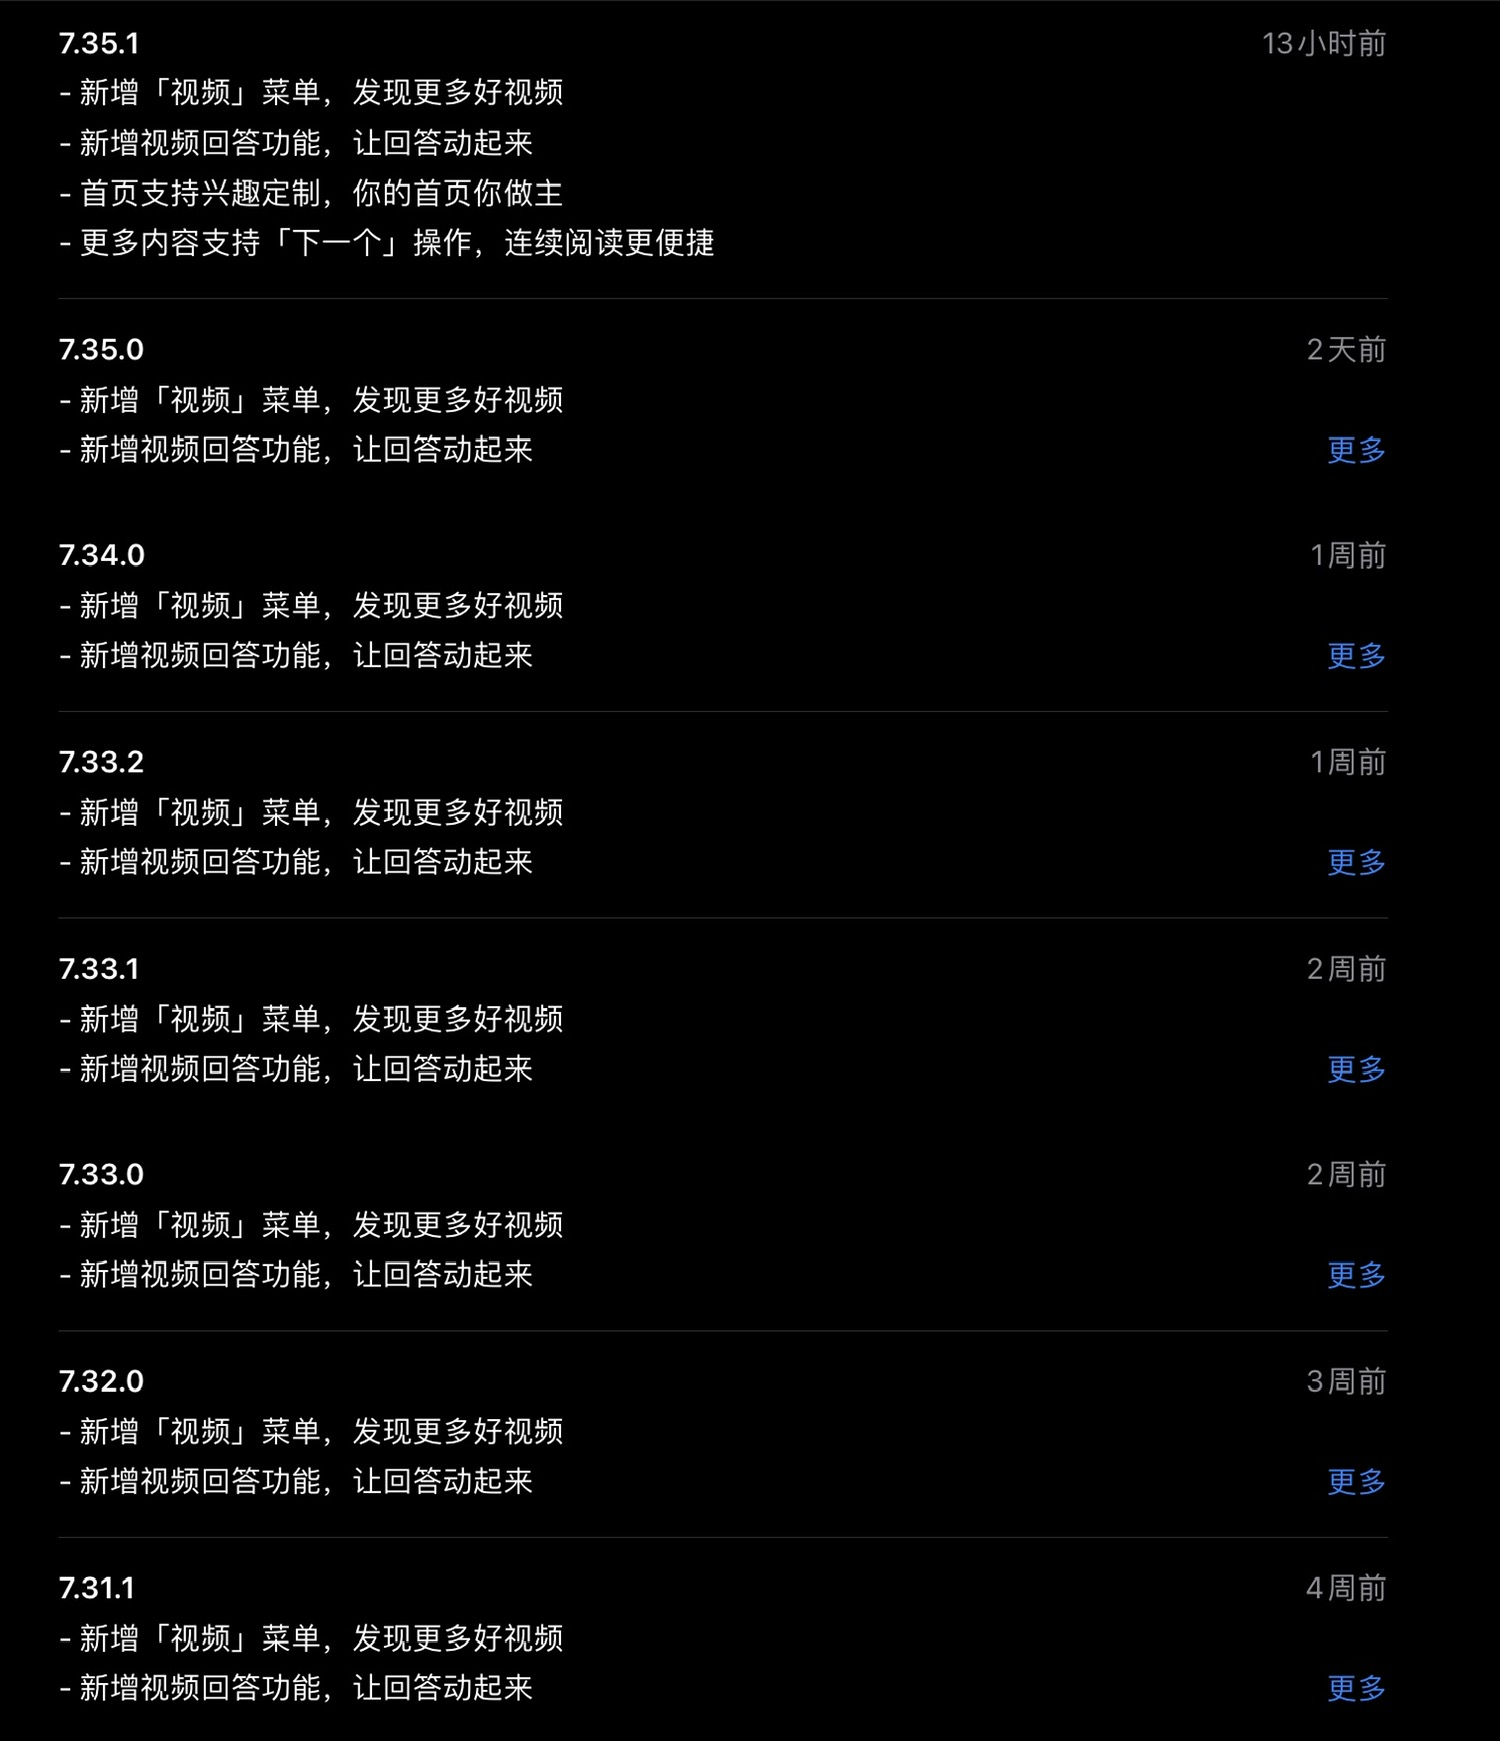 7.35.1
13小时前
- 新增「视频」菜单，发现更多好视频
- 新增视频回答功能，让回答动起来
- 首页支持兴趣定制，你的首页你做主
- 更多内容支持「下一个」操作，连续阅读更便捷
7.35.0
2天前
- 新增「视频」菜单，发现更多好视频
- 新增视频回答功能，让回答动起来
更多
7.34.0
1周前
- 新增「视频」菜单，发现更多好视频
- 新增视频回答功能，让回答动起来
更多
7.33.2
1周前
- 新增「视频」菜单，发现更多好视频
- 新增视频回答功能，让回答动起来
更多
7.33.1
2周前
- 新增「视频」菜单，发现更多好视频
- 新增视频回答功能，让回答动起来
更多
7.33.0
2周前
- 新增「视频」菜单，发现更多好视频
- 新增视频回答功能，让回答动起来
更多
7.32.0
3周前
- 新增「视频」菜单，发现更多好视频
- 新增视频回答功能，让回答动起来
更多
7.31.1
4周前
- 新增「视频」菜单，发现更多好视频
- 新增视频回答功能，让回答动起来
更多